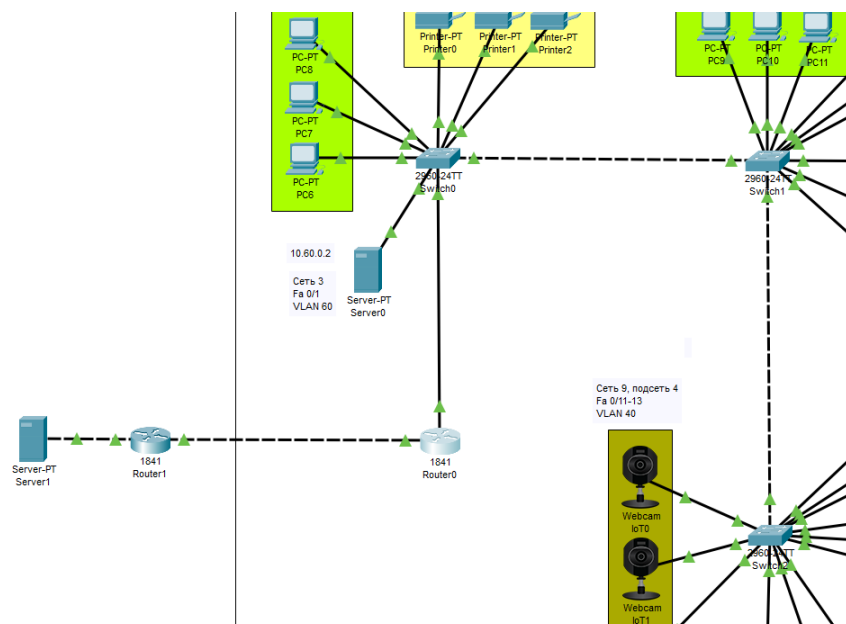 Printer-PT
Printer0
Printer-PT
Printer1
Printer-PT
Printer2
PC-PT
PC8
PC-PT
PC7
PC-PT
PC6
PC-PT
PC9
PC-PT
PC10
PC-PT
PC11
2960-24TT
Switch0
2960-24TT
Switch1
10.60.0.2
Сеть 3
Fa 0/1
VLAN 60
Server-PT
Server0
Сеть 9, подсеть 4
Fa 0/11-13
VLAN 40
Server-PT
Server1
1841
Router1
1841
Router0
Webcam
IoT0
2960-24TT
Switch2
Webcam
IoT1